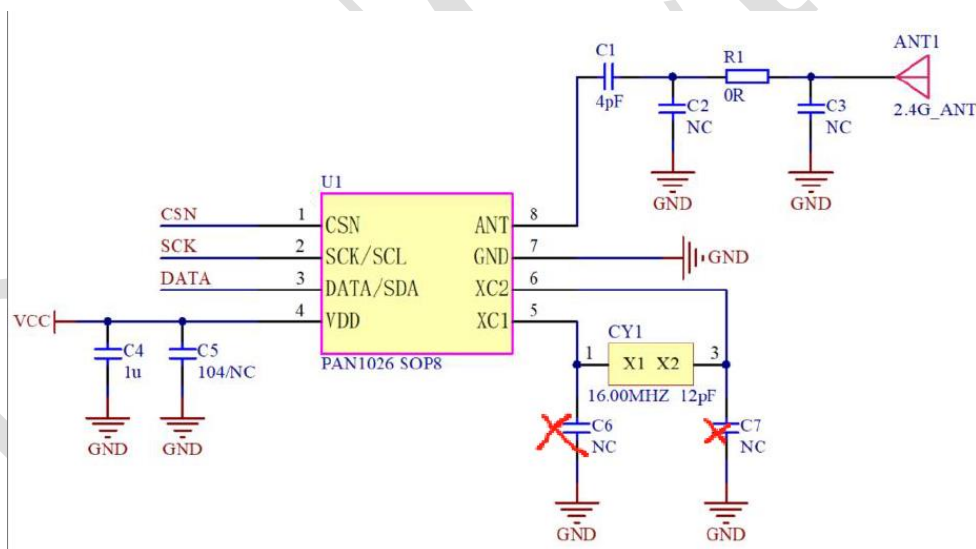 ANT1
2.4G_ANT
C1
4pF
R1
0R
C2
NC
C3
NC
GND
GND
U1
CSN
SCK
DATA
VCC
1
2
3
4
CSN
SCK/SCL
DATA/SDA
VDD
ANT
GND
XC2
XC1
8
7
6
5
GND
PAN1026 SOP8
C4
1u
C5
104/NC
GND
GND
CY1
1
X1 X2
3
16.00MHZ 12pF
C6
NC
C7
NC
GND
GND